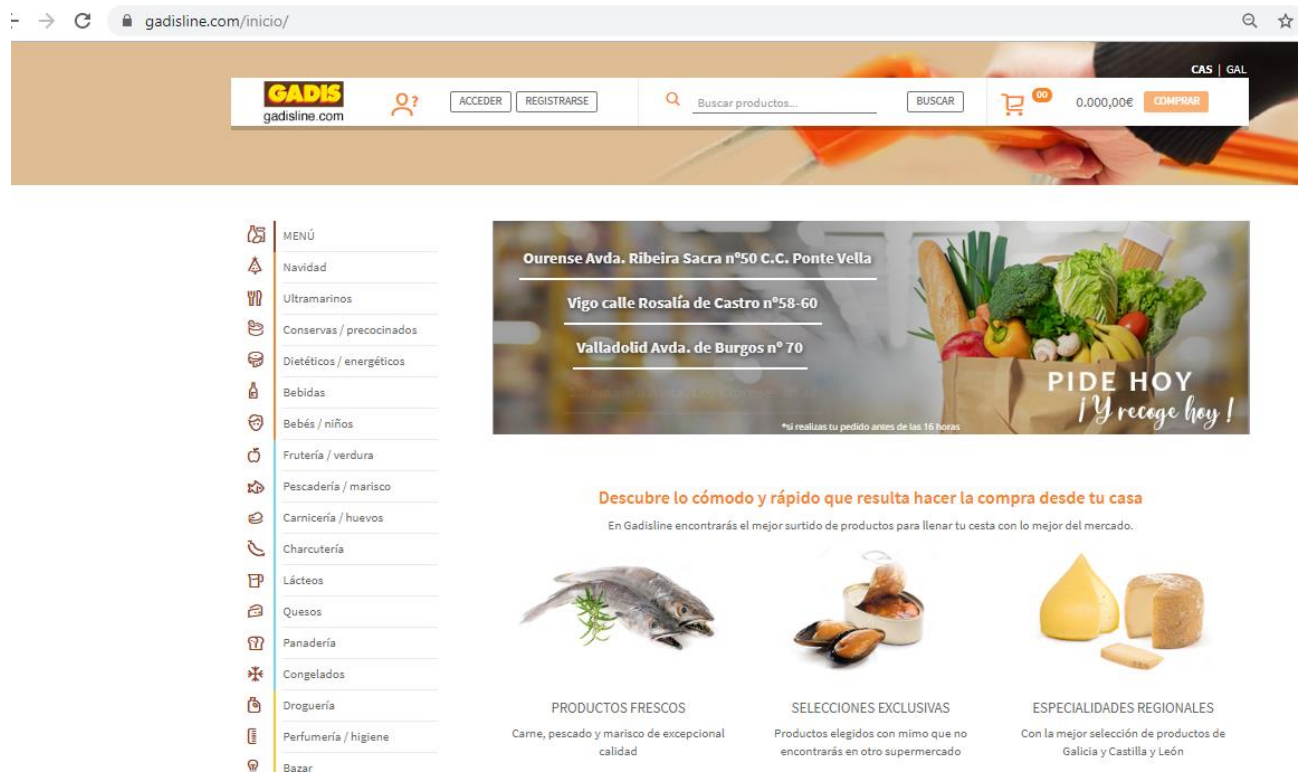 gadisline.com/inicio/
CAS | GAL
GADIS
gadisline.com
ACCEDER
REGISTRARSE
Buscar productos...
BUSCAR
00
0.000,00€
COMPRAR
MENÚ
Navidad
Ultramarinos
Conservas / precocinados
Dietéticos / energéticos
Bebidas
Bebés / niños
Frutería / verdura
Pescadería / marisco
Carnicería / huevos
Charcutería
Lácteos
Quesos
Panadería
Congelados
Droguería
Perfumería / higiene
Bazar
Ourense Avda. Ribeira Sacra nº50 C.C. Ponte Vella
Vigo calle Rosalía de Castro nº58-60
Valladolid Avda. de Burgos nº 70
PIDE HOY
¡ Y recoge hoy !
*si realizas tu pedido antes de las 16 horas
Descubre lo cómodo y rápido que resulta hacer la compra desde tu casa
En Gadisline encontrarás el mejor surtido de productos para llenar tu cesta con lo mejor del mercado.
PRODUCTOS FRESCOS
Carne, pescado y marisco de excepcional
calidad
SELECCIONES EXCLUSIVAS
Productos elegidos con mimo que no
encontrarás en otro supermercado
ESPECIALIDADES REGIONALES
Con la mejor selección de productos de
Galicia y Castilla y León